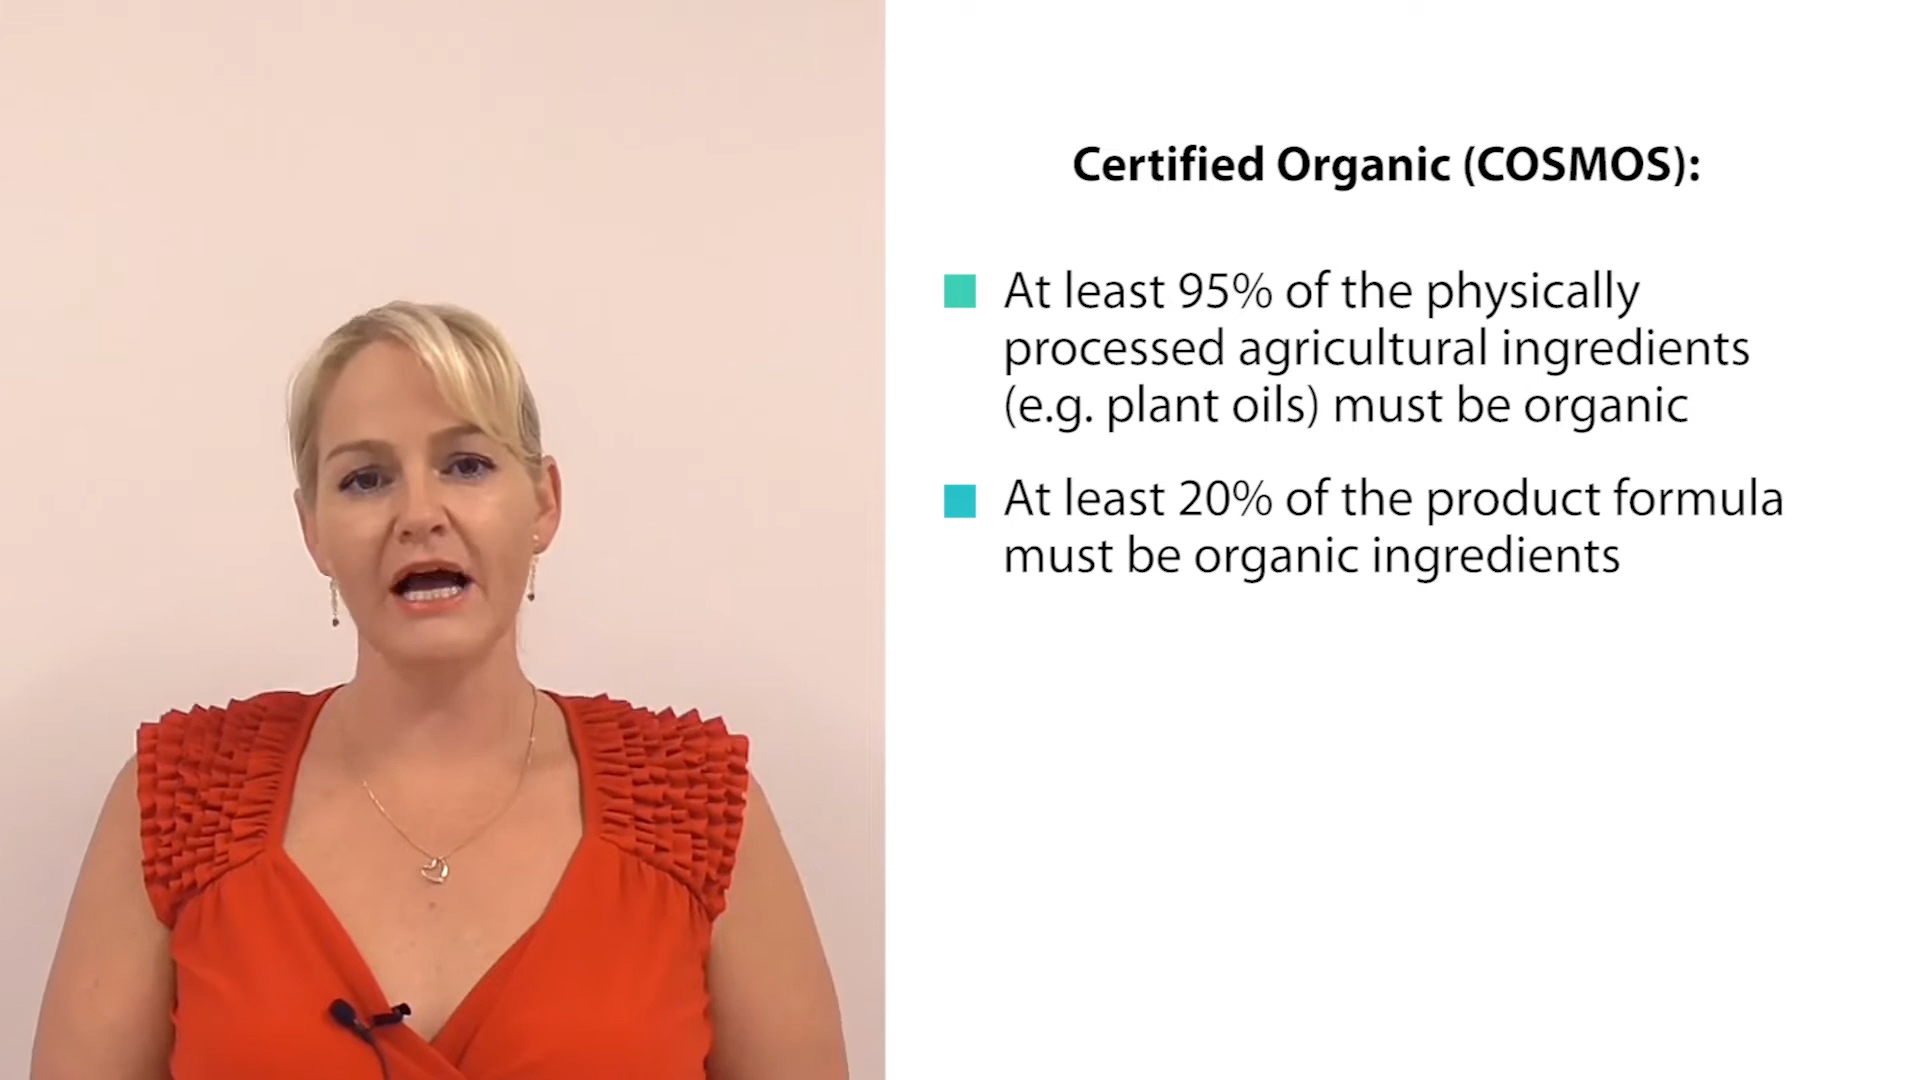 Certified Organic (COSMOS):
At least 95% of the physically
processed agricultural ingredients
(e.g. plant oils) must be organic
At least 20% of the product formula
must be organic ingredients